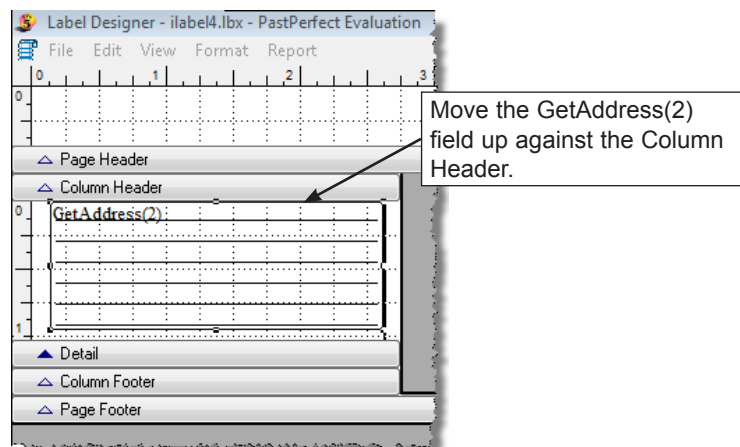 Label Designer - ilabel4.lbx - PastPerfect Evaluation
File Edit View Format Report
0 1 2 3
0
Move the GetAddress(2)
field up against the Column
Header.
Page Header
Column Header
0
GetAddress(2)
1
Detail
Column Footer
Page Footer